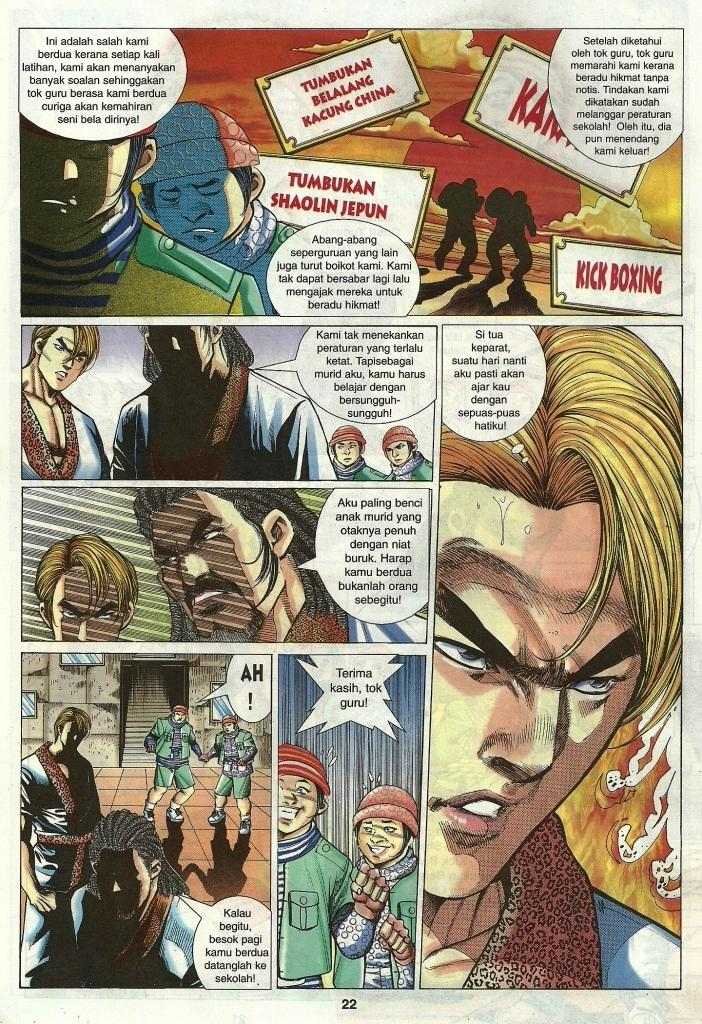 Ini adalah salah kami
berdua kerana setiap kali
latihan, kami akan menanyakan
banyak soalan sehinggakan
tok guru berasa kami berdua
curiga akan kemahiran
seni bela dirinya!
TUMBUKAN
BELALANG
KACUNG CHINA
Setelah diketahui
oleh tok guru, tok guru
memarahi kami kerana
beradu hikmat tanpa
notis. Tindakan kami
dikatakan sudah
melanggar peraturan
sekolah! Oleh itu, dia
pun menendang
kami keluar!
TUMBUKAN
SHAOLIN JEPUN
Abang-abang
seperguruan yang lain
juga turut boikot kami. Kami
tak dapat bersabar lagi lalu
mengajak mereka untuk
beradu hikmat!
KICK BOXING
Kami tak menekankan
peraturan yang terlalu
ketat. Tapisebagai
murid aku, kamu harus
belajar dengan
bersungguh-
sungguh!
Si tua
keparat,
suatu hari nanti
aku pasti akan
ajar kau
dengan
sepuas-puas
hatiku!
Aku paling benci
anak murid yang
otaknya penuh
dengan niat
buruk. Harap
kamu berdua
bukanlah orang
sebegitu!
AH
!
Kalau
begitu,
besok pagi
kamu berdua
datanglah ke
sekolah!
Terima
kasih, tok
guru!
22